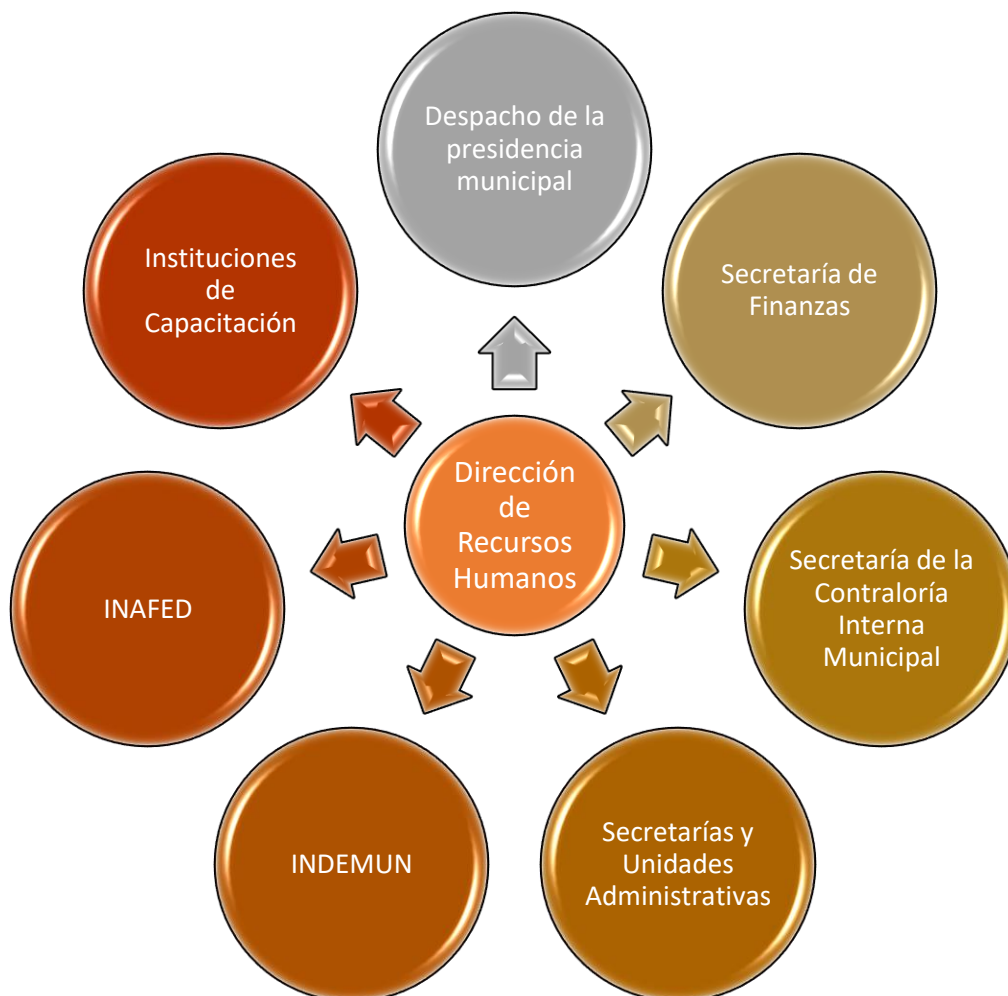 Despacho de la
presidencia
municipal
Secretaría de
Finanzas
Secretaría de la
Contraloría
Interna
Municipal
Secretarías y
Unidades
Administrativas
INDEMUN
INAFED
Instituciones
de
Capacitación
Dirección
de
Recursos
Humanos